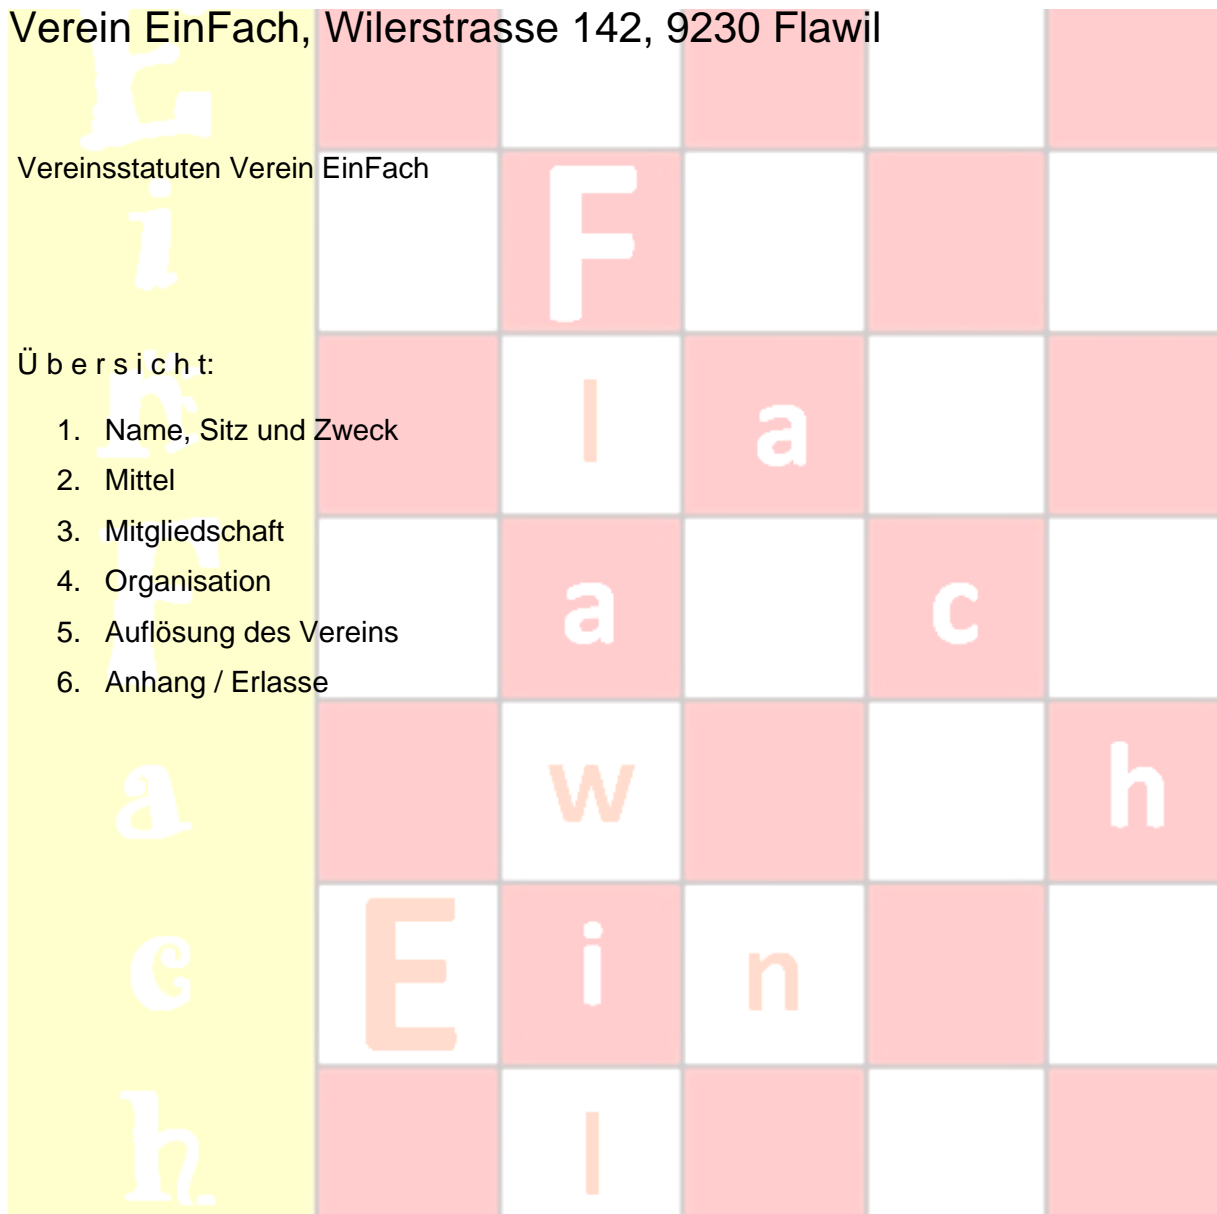 Verein EinFach, Wilerstrasse 142, 9230 Flawil
Vereinsstatuten Verein EinFach
Ü b e r s i c h t:
1. Name, Sitz und Zweck
2. Mittel
3. Mitgliedschaft
4. Organisation
5. Auflösung des Vereins
6. Anhang / Erlasse
E
i
n
F
a
c
h
F
l a
a c
w h
E i n
l